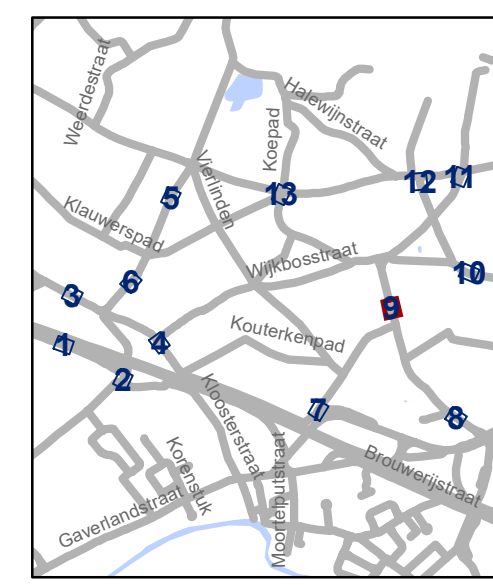 Weerdestraat
Halewijnstraat
Koepad
Vierlinden
11
12
13
5
Klauwerspad
Wijkbosstraat
10
6
3
9
Kouterkenpad
4
1
2
Kloosterstraat
7
8
Korenstuk
Moortelputstraat
Brouwerijstraat
Gaverlandstraat